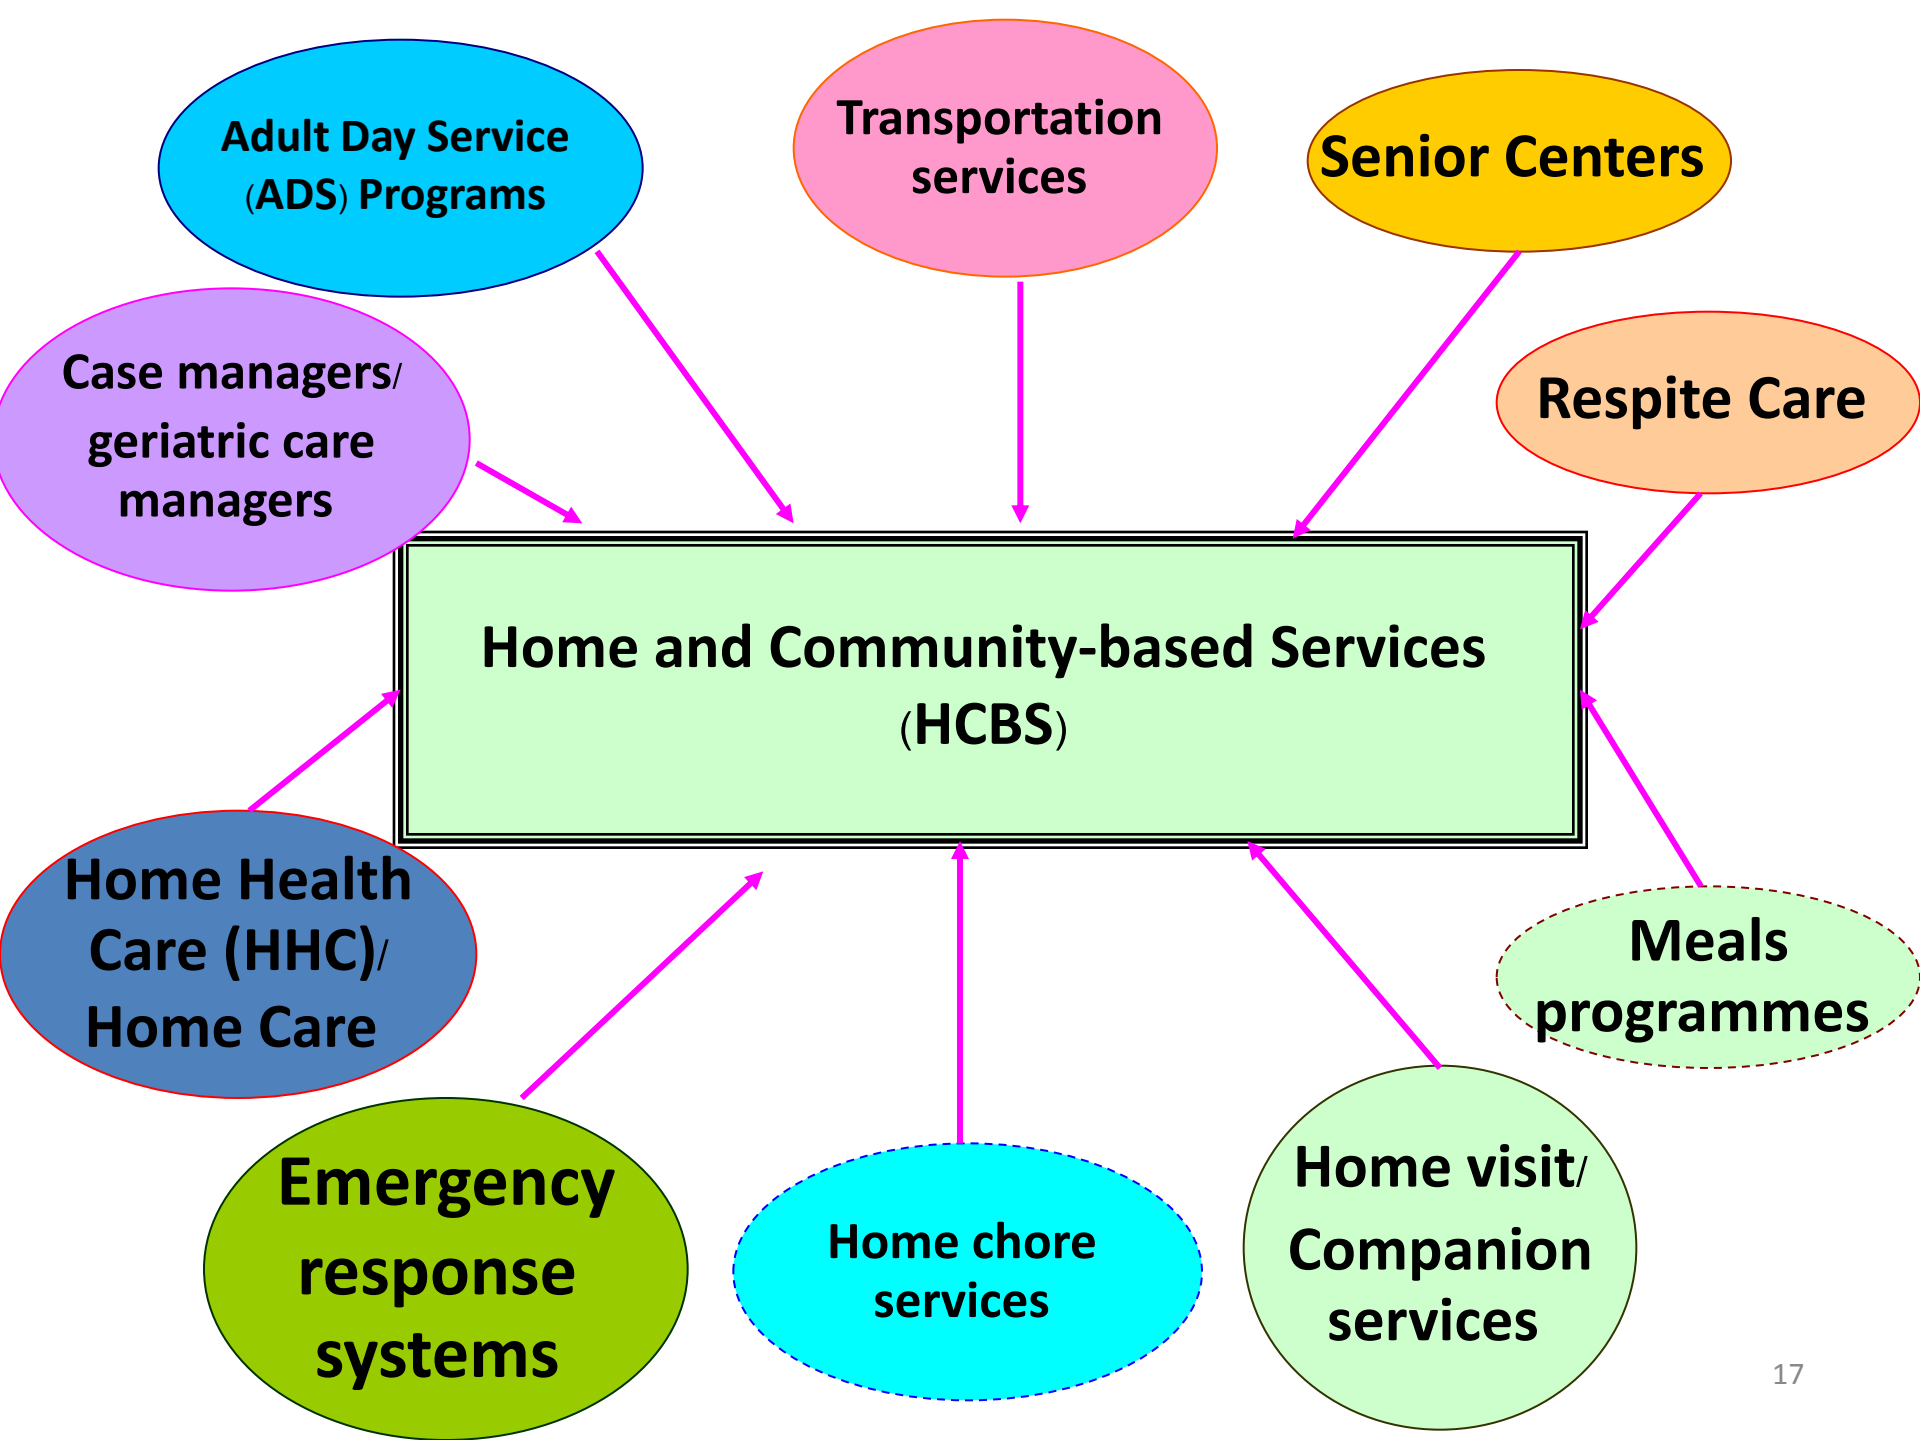 Adult Day Service
(ADS) Programs
Transportation
services
Senior Centers
Case managers/
geriatric care
managers
Respite Care
Home and Community-based Services
(HCBS)
Home Health
Care (HHC)/
Home Care
Meals
programmes
Emergency
response
systems
Home chore
services
Home visit/
Companion
services
17